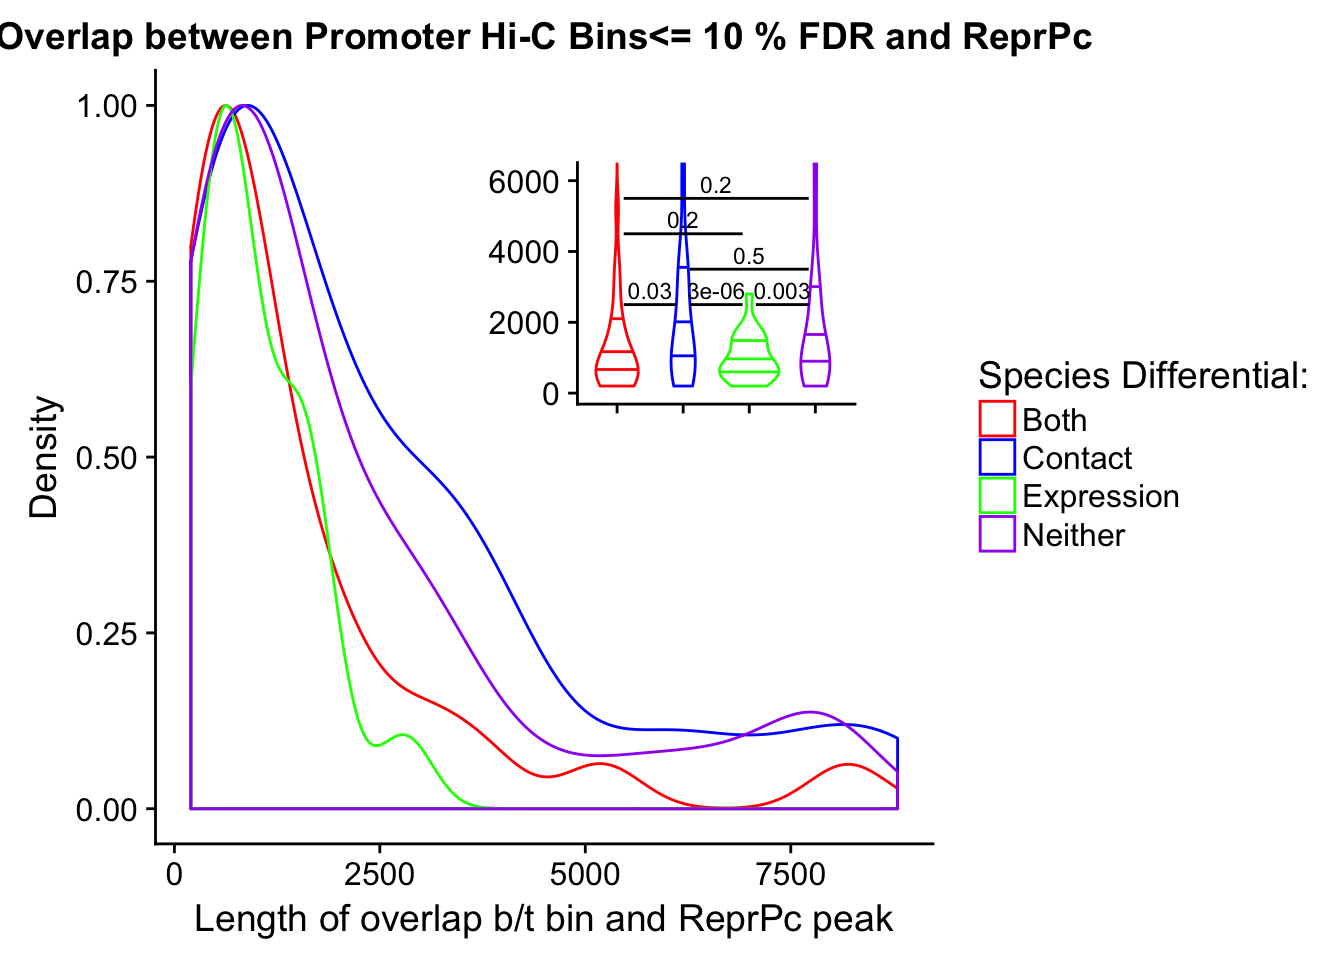 Overlap between Promoter Hi-C Bins<= 10 % FDR and ReprPc
1.00
0.75
0.50
0.25
0.00
Density
0 2500 5000 7500
Length of overlap b/t bin and ReprPc peak
6000
4000
2000
0
0.2
0.2
0.5
0.03 3e-06 0.003
Species Differential:
Both
Contact
Expression
Neither